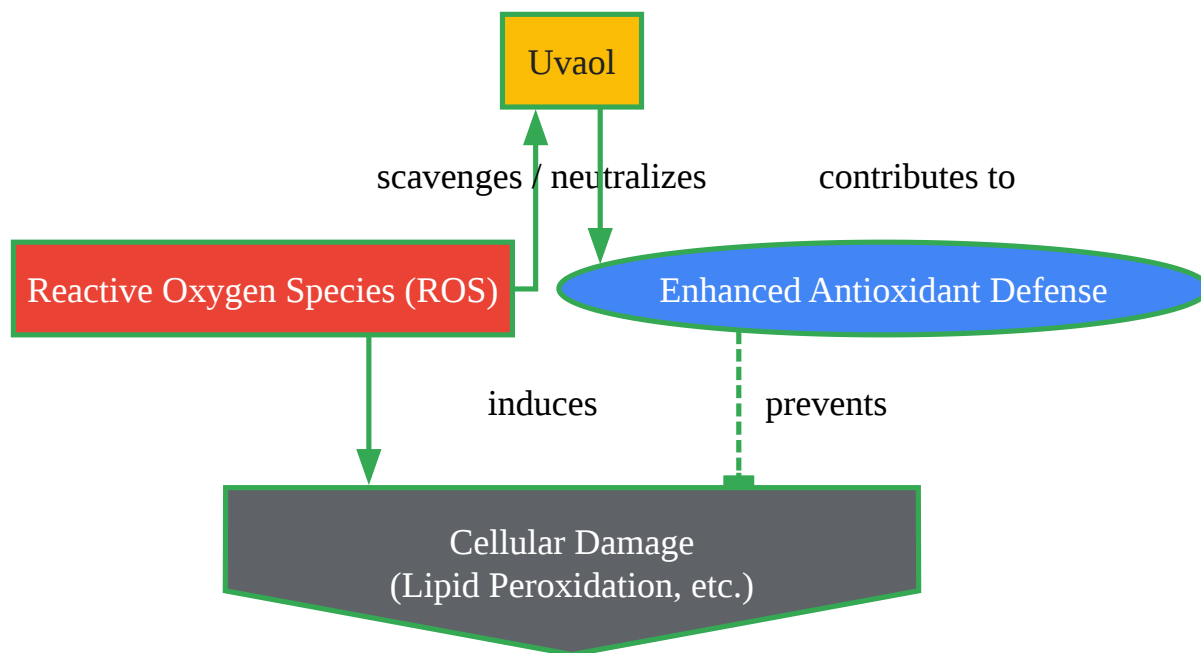 Uvaol
scavenges / neutralizes
contributes to
Reactive Oxygen Species (ROS)
Enhanced Antioxidant Defense
induces
prevents
Cellular Damage
(Lipid Peroxidation, etc.)